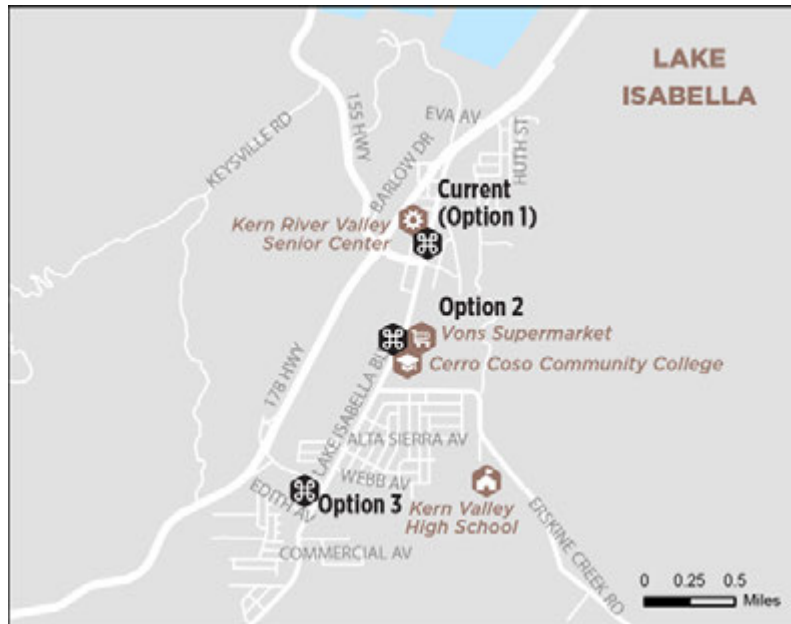 LAKE
ISABELLA
EVA AV
155 HWY
KEYSVILLE RD
BARLOW DR
HUTH ST
Current
(Option 1)
Kern River Valley
Senior Center
Option 2
Vons Supermarket
Cerro Coso Community College
178 HWY
LAKE ISABELLA BL
ALTA SIERRA AV
WEBB AV
EDITH AV
Option 3
Kern Valley
High School
ERSKINE CREEK RD
COMMERCIAL AV
0 0.25 0.5
Miles